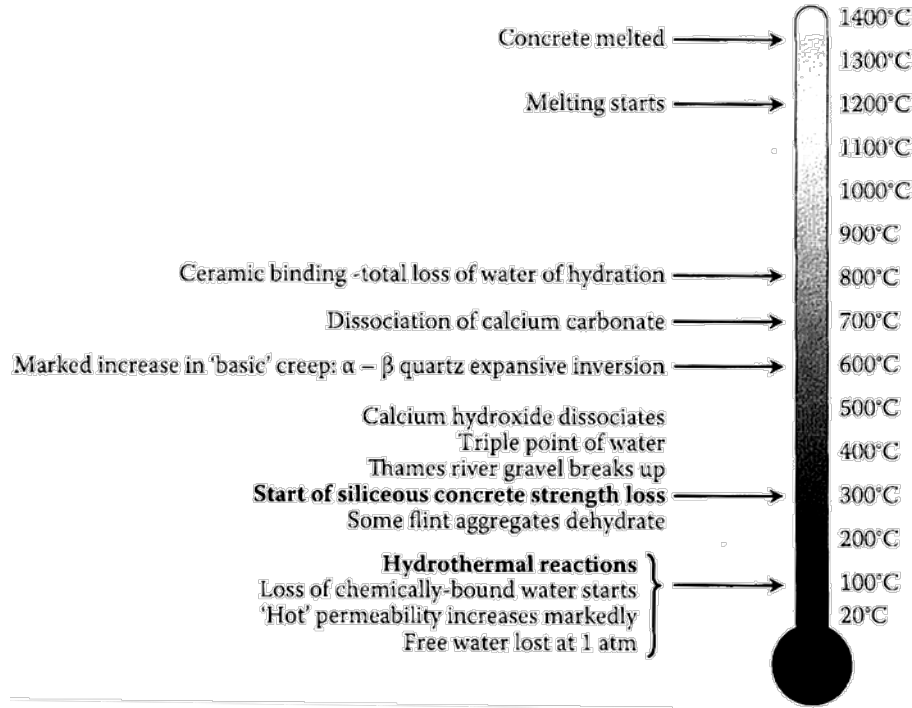 1400°C
Concrete melted
1300°C
Melting starts
1200°C
1100°C
1000°C
900°C
Ceramic binding -total loss of water of hydration
800°C
Dissociation of calcium carbonate
700°C
Marked increase in 'basic' creep: α – β quartz expansive inversion
600°C
500°C
Calcium hydroxide dissociates
Triple point of water
400°C
Thames river gravel breaks up
Start of siliceous concrete strength loss
300°C
Some flint aggregates dehydrate
200°C
Hydrothermal reactions
100°C
Loss of chemically-bound water starts
'Hot' permeability increases markedly
20°C
Free water lost at 1 atm